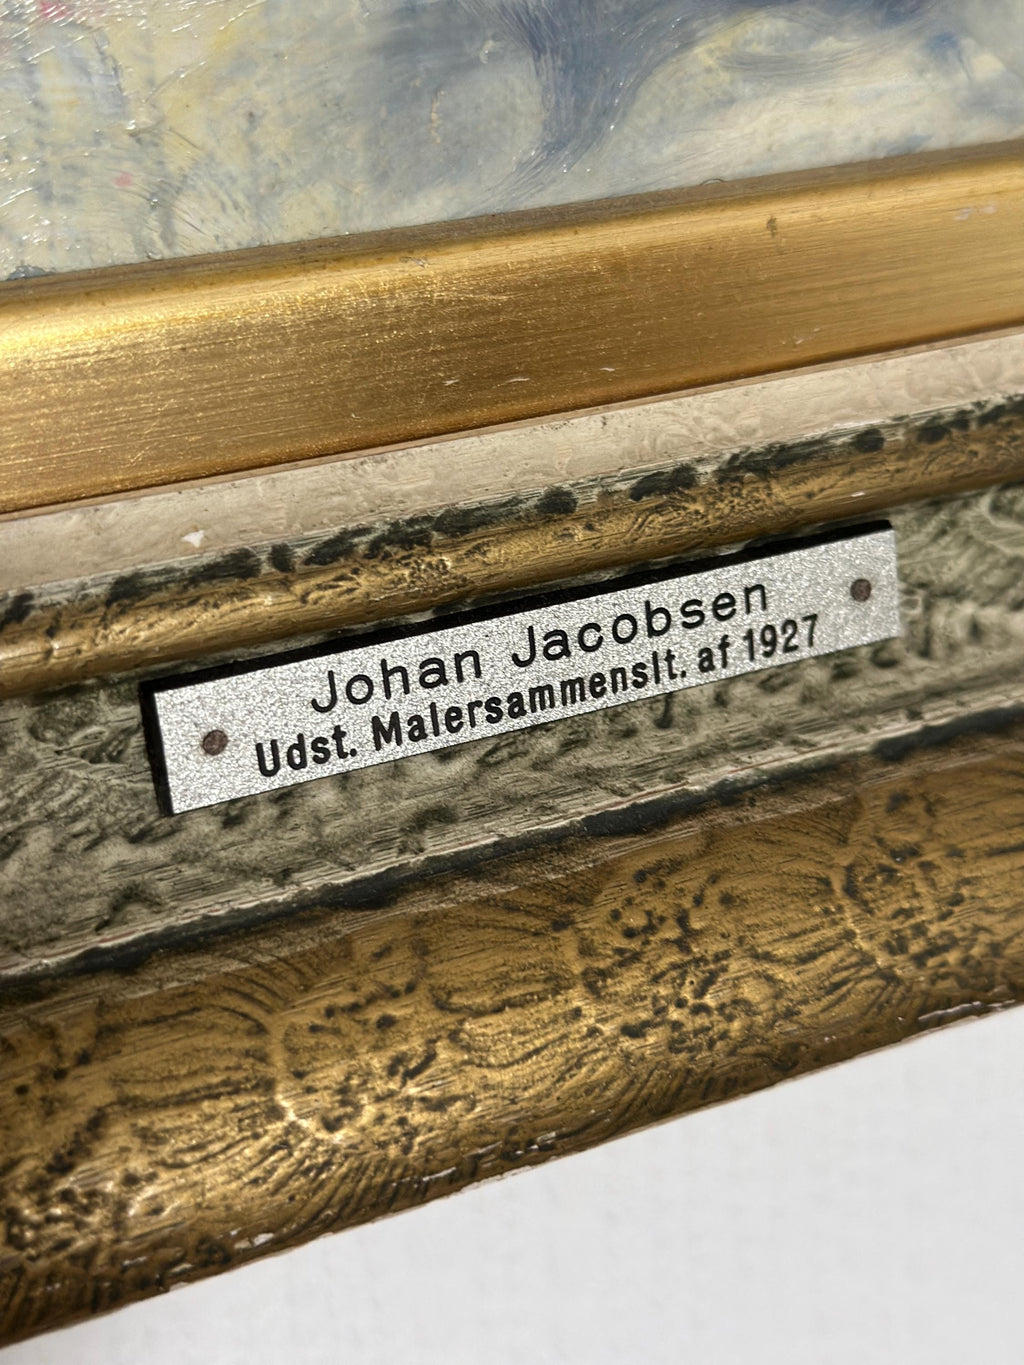 Johan Jacobsen
Udst. Malersammenslt. af 1927